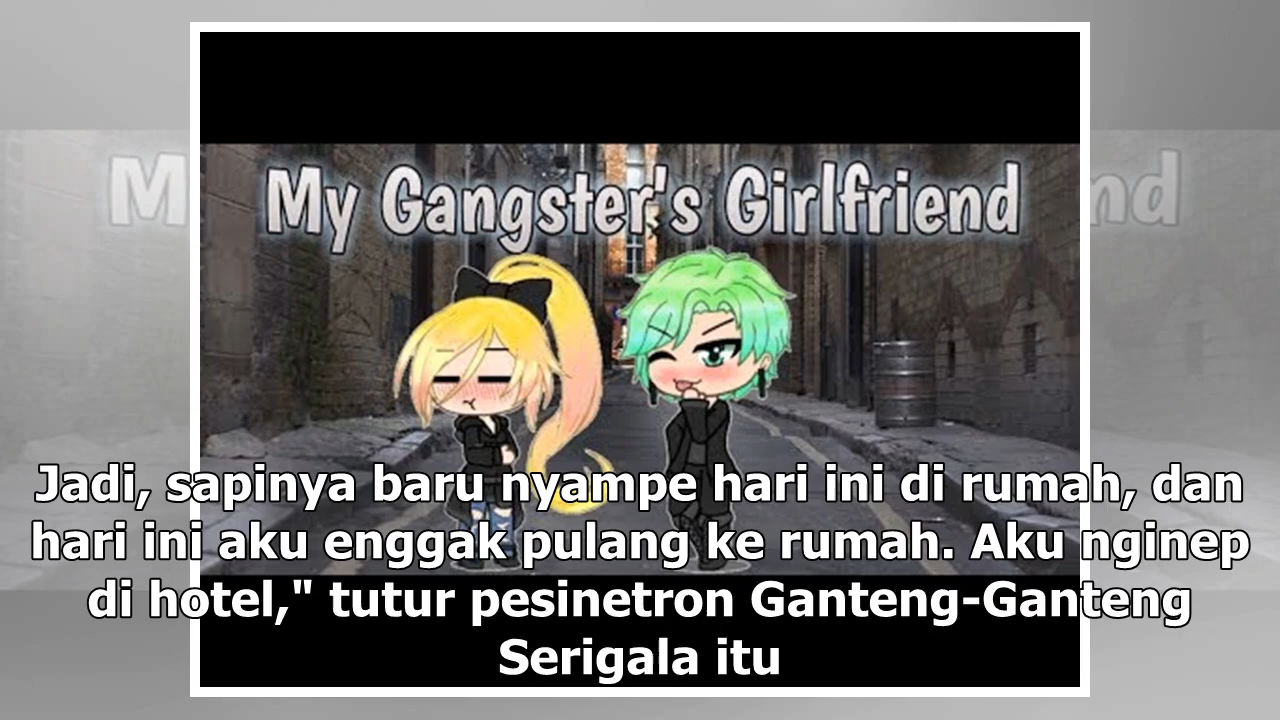 My Gangster's Girlfriend
M
nd
Jadi, sapinya baru nyampe hari ini di rumah, dan
hari ini aku enggak pulang ke rumah. Aku nginep
di hotel," tutur pesinetron Ganteng-Ganteng
Serigala itu